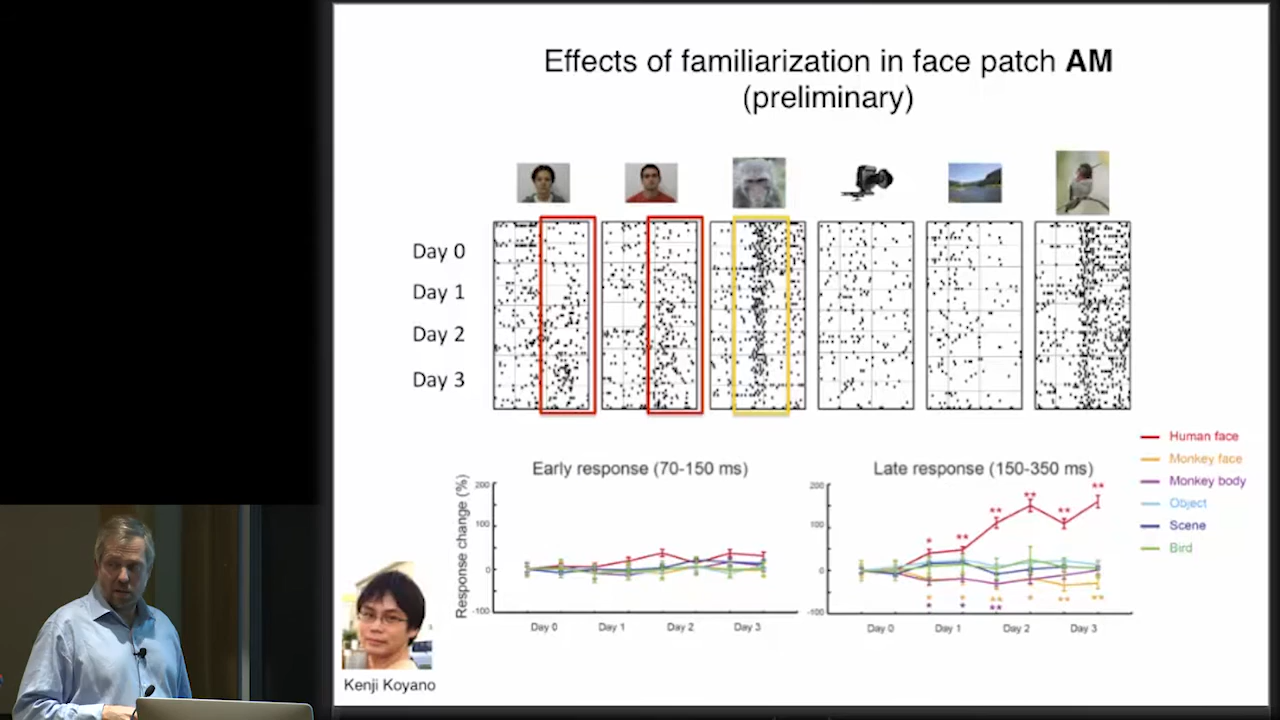 Effects of familiarization in face patch AM
(preliminary)
Day 0
Day 1
Day 2
Day 3
Early response (70-150 ms)
Response change (%)
200
100
0
-100
Day 0
Day 1
Day 2
Day 3
Late response (150-350 ms)
200
100
0
-100
* ** ** ** ** **
* * ** * ** **
* * **
Day 0
Day 1
Day 2
Day 3
Human face
Monkey face
Monkey body
Object
Scene
Bird
Kenji Koyano